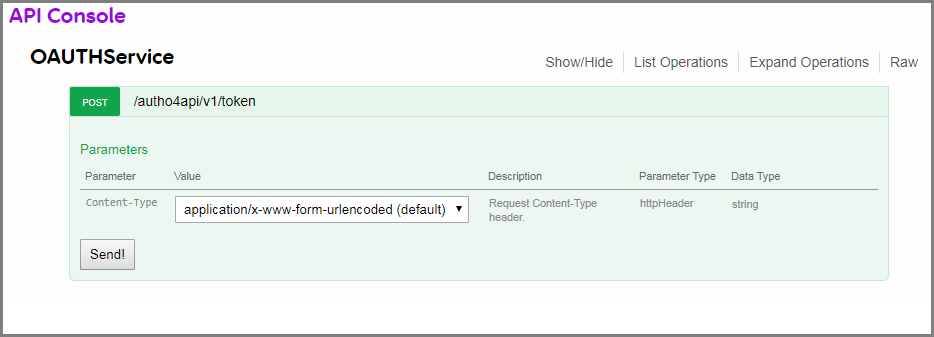 API Console
OAUTHService
Show/Hide List Operations Expand Operations Raw
POST /autho4api/v1/token
Parameters
Parameter Value Description Parameter Type Data Type
Content-Type application/x-www-form-urlencoded (default) Request Content-Type httpHeader string
header.
Send!